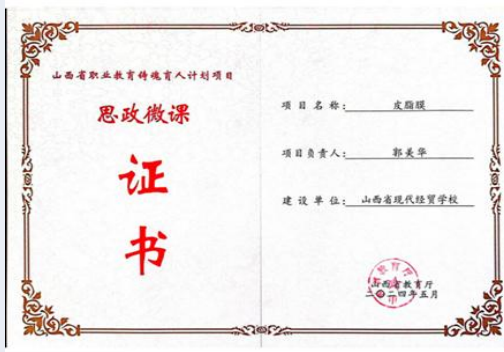 山西省职业教育铸魂育人计划项目
思政微课
证
书
项目名称：皮脂膜
项目负责人：郭美华
建设单位：山西省现代经贸学校
山西省教育厅
二〇二四年五月